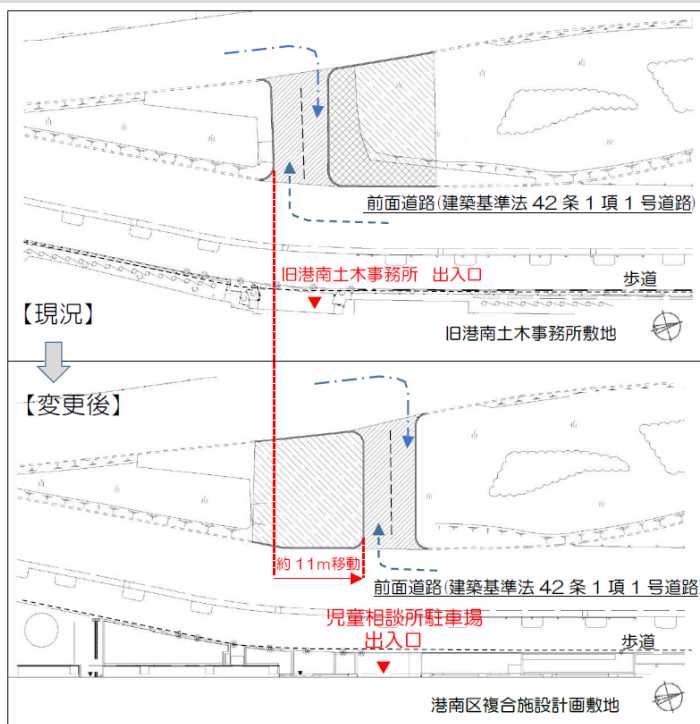 前面道路(建築基準法 42 条 1 項 1 号道路)
旧港南土木事務所 出入口
歩道
【現況】
旧港南土木事務所敷地
【変更後】
約 11m移動
前面道路(建築基準法 42 条 1 項 1 号道路
児童相談所駐車場
出入口
歩道
港南区複合施設計画敷地